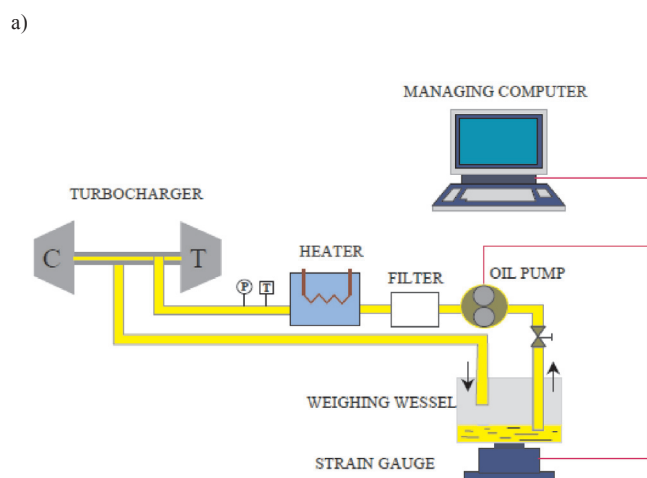 a)
MANAGING COMPUTER
TURBOCHARGER
C
T
HEATER
P
T
FILTER
OIL PUMP
WEIGHING WESSEL
STRAIN GAUGE